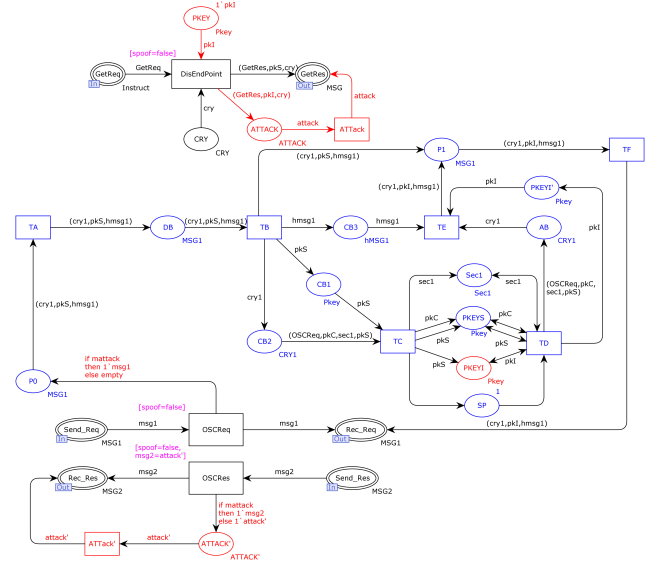 1`pkI
PKEY
Pkey
pkI
[spoof=false]
GetReq
(GetRes,pkS,cry)
GetReq
In
Instruct
DisEndPoint
GetRes
Out
MSG
(GetRes,pkI,cry)
attack
cry
CRY
CRY
ATTACK
ATTACK
attack
ATTack
(cry1,pkS,hmsg1)
P1
MSG1
(cry1,pkI,hmsg1)
TF
(cry1,pkI,hmsg1)
pkI
PKEYI'
Pkey
TA
(cry1,pkS,hmsg1)
DB
MSG1
(cry1,pkS,hmsg1)
TB
hmsg1
CB3
hMSG1
hmsg1
TE
cry1
AB
CRY1
pkI
pkS
CB1
Pkey
pkS
sec1
Sec1
Sec1
sec1
(OSCReq,pkC,
sec1,pkS)
(cry1,pkS,hmsg1)
cry1
CB2
CRY1
(OSCReq,pkC,sec1,pkS)
TC
pkC
pkS
PKEYS
Pkey
pkC
pkS
TD
pkS
PKEYI
Pkey
pkI
1
SP
if mattack
then 1`msg1
else empty
P0
MSG1
[spoof=false]
Send_Req
In
MSG1
msg1
OSCReq
msg1
Rec_Req
Out
MSG1
(cry1,pkI,hmsg1)
[spoof=false,
msg2=attack']
Rec_Res
Out
MSG2
msg2
OSCRes
msg2
Send_Res
In
MSG2
if mattack
then 1`msg2
else 1`attack'
attack'
ATTack'
attack'
ATTACK'
ATTACK'